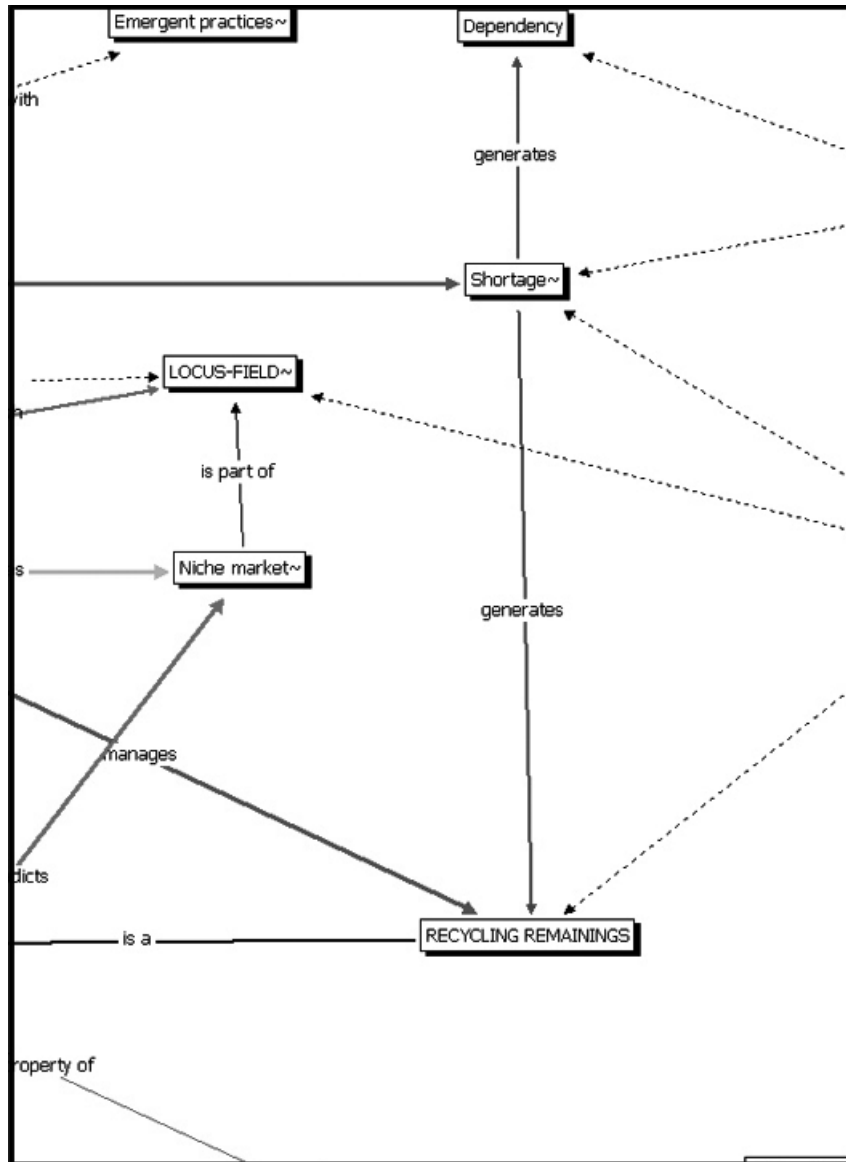 Emergent practices~
Dependency
generates
Shortage~
LOCUS-FIELD~
is part of
Niche market~
generates
manages
is a
RECYCLING REMAININGS
roperty of
dicts
ith
s